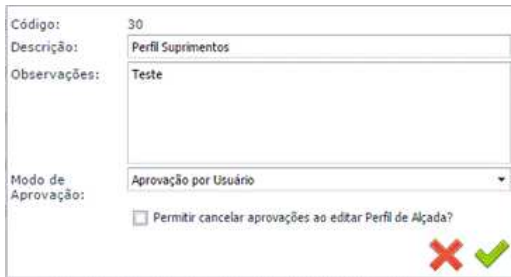 Código: 30
Descrição: Perfil Suprimentos
Observações: Teste
Modo de Aprovação: Aprovação por Usuário
Permitir cancelar aprovações ao editar Perfil de Alçada?